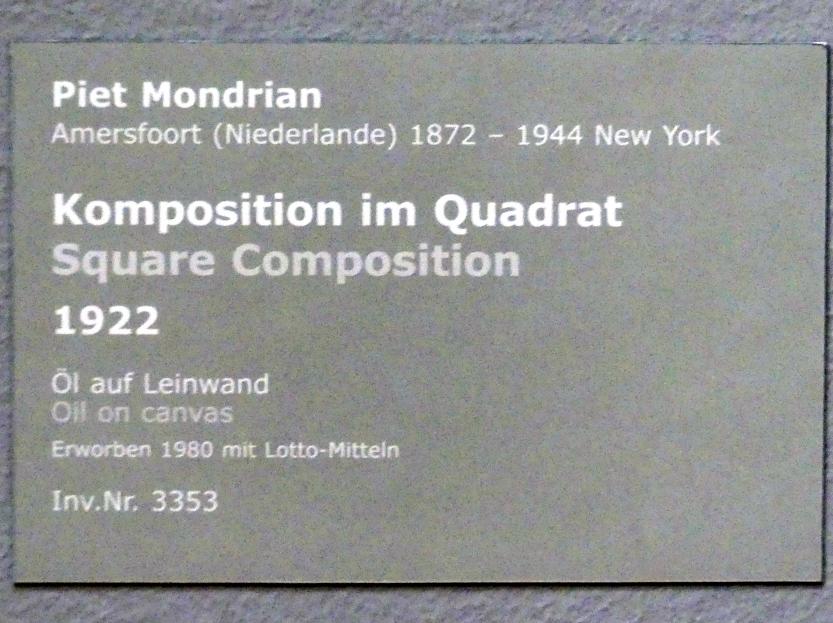 Piet Mondrian
Amersfoort (Niederlande) 1872 – 1944 New York
Komposition im Quadrat
Square Composition
1922
Öl auf Leinwand
Oil on canvas
Erworben 1980 mit Lotto-Mitteln
Inv.Nr. 3353